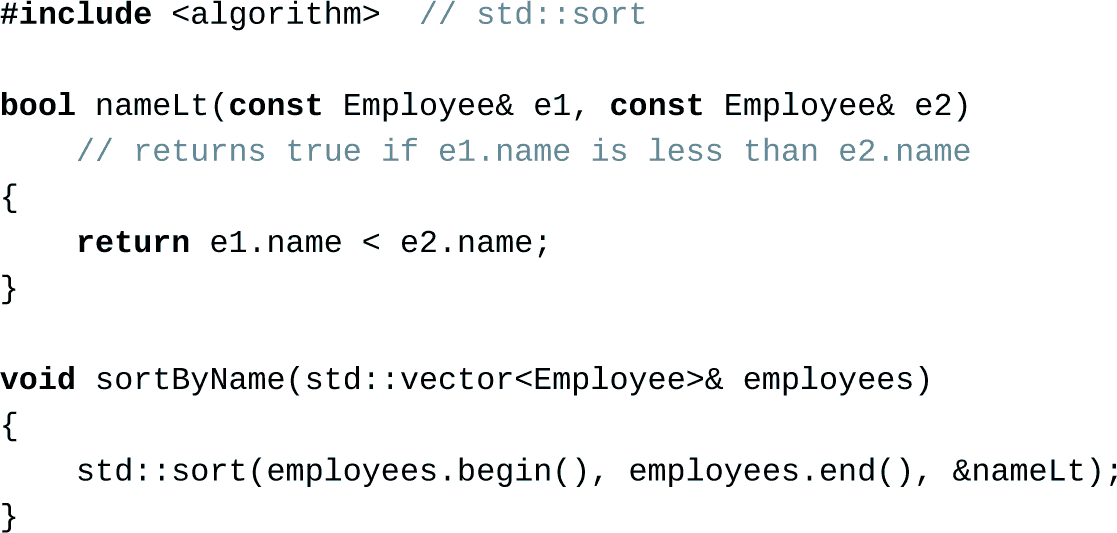 #include <algorithm>  // std::sort

bool nameLt(const Employee& e1, const Employee& e2)
    // returns true if e1.name is less than e2.name
{
    return e1.name < e2.name;
}

void sortByName(std::vector<Employee>& employees)
{
    std::sort(employees.begin(), employees.end(), &nameLt);
}